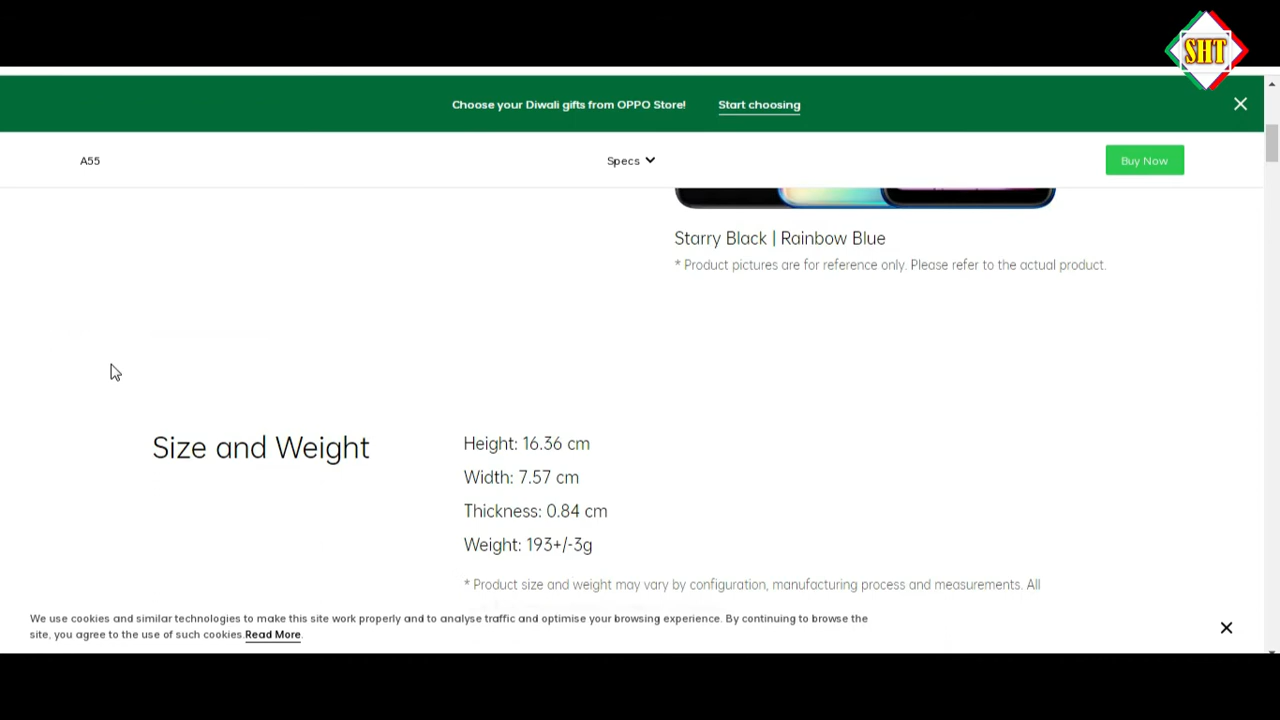 SHT
Choose your Diwali gifts from OPPO Store! Start choosing
A55 Specs Buy Now
Starry Black | Rainbow Blue
* Product pictures are for reference only. Please refer to the actual product.
Size and Weight
Height: 16.36 cm
Width: 7.57 cm
Thickness: 0.84 cm
Weight: 193+/-3g
* Product size and weight may vary by configuration, manufacturing process and measurements. All
We use cookies and similar technologies to make this site work properly and to analyse traffic and optimise your browsing experience. By continuing to browse the
site, you agree to the use of such cookies.Read More.